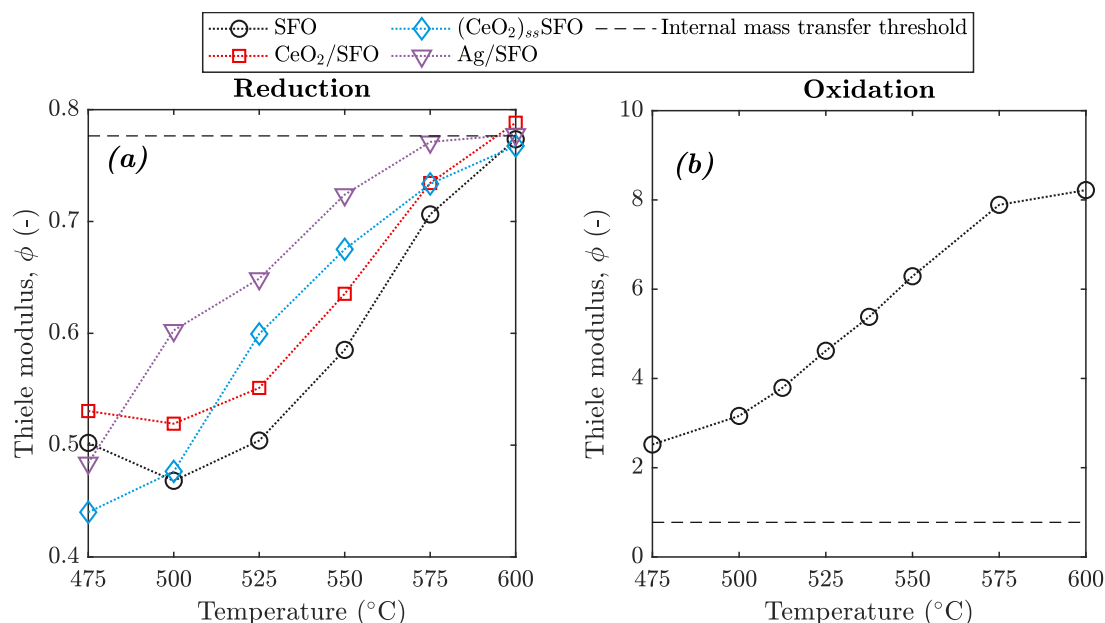 SFO
(CeO2)ssSFO
Internal mass transfer threshold
CeO2/SFO
Ag/SFO
Reduction
Oxidation
(a)
(b)
0.8
0.7
0.6
0.5
0.4
Thiele modulus, ϕ (-)
475 500 525 550 575 600
Temperature (°C)
10
8
6
4
2
0
Thiele modulus, ϕ (-)
475 500 525 550 575 600
Temperature (°C)